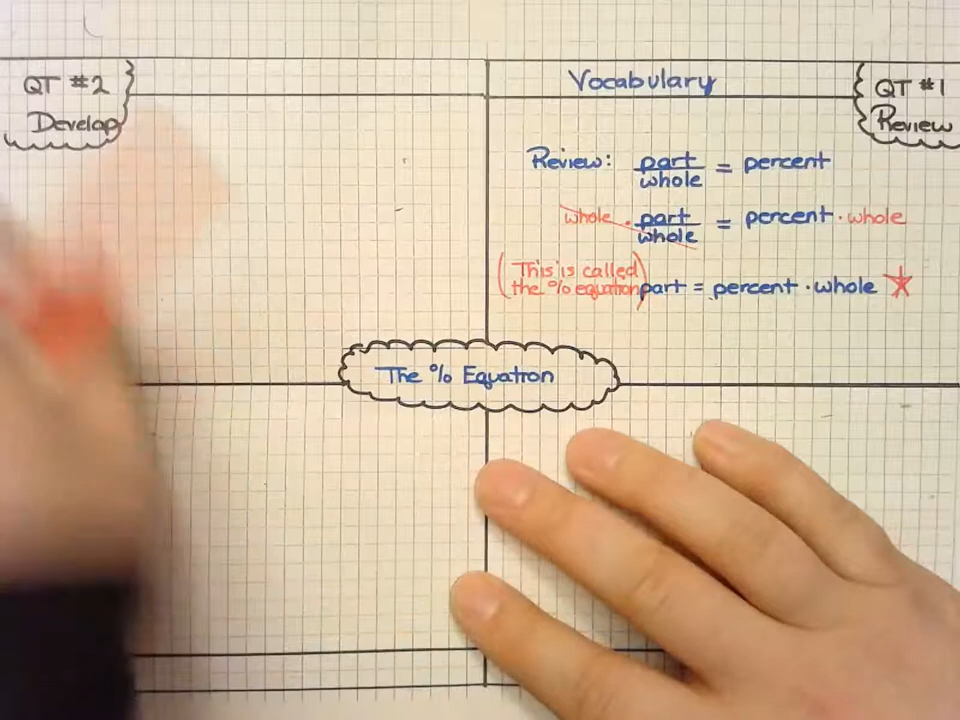 QT #2
Develop
Vocabulary
QT #1
Review
Review: part/whole = percent
whole · part/whole = percent · whole
(This is called the % equation) part = percent · whole ★
The % Equation